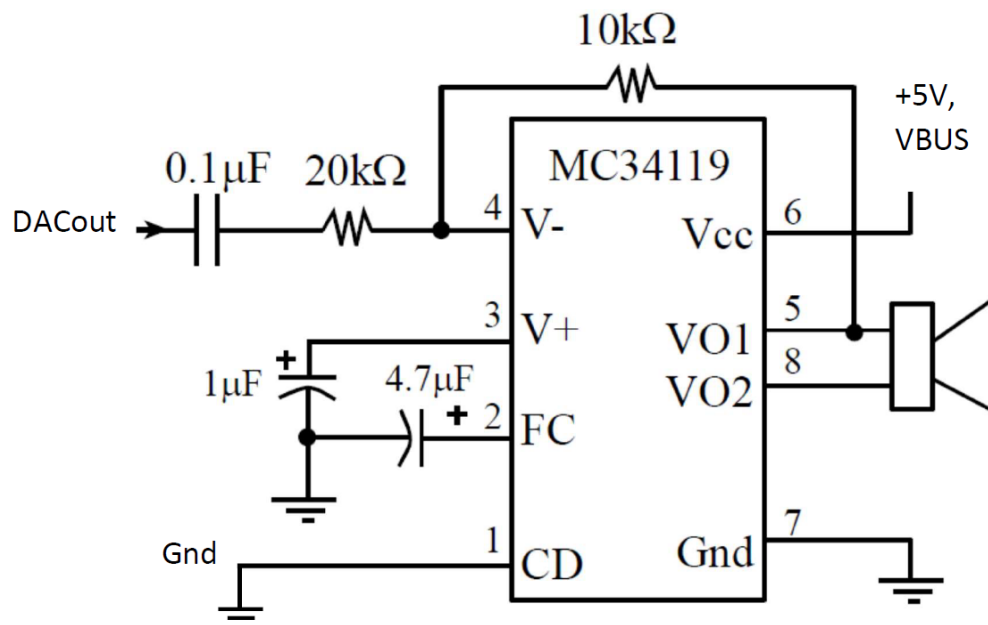 10kΩ
+5V,
VBUS
0.1µF
20kΩ
MC34119
DACout
4
V-
6
Vcc
3
V+
5
VO1
+
1µF
4.7µF
+
8
VO2
2
FC
7
Gnd
Gnd
1
CD